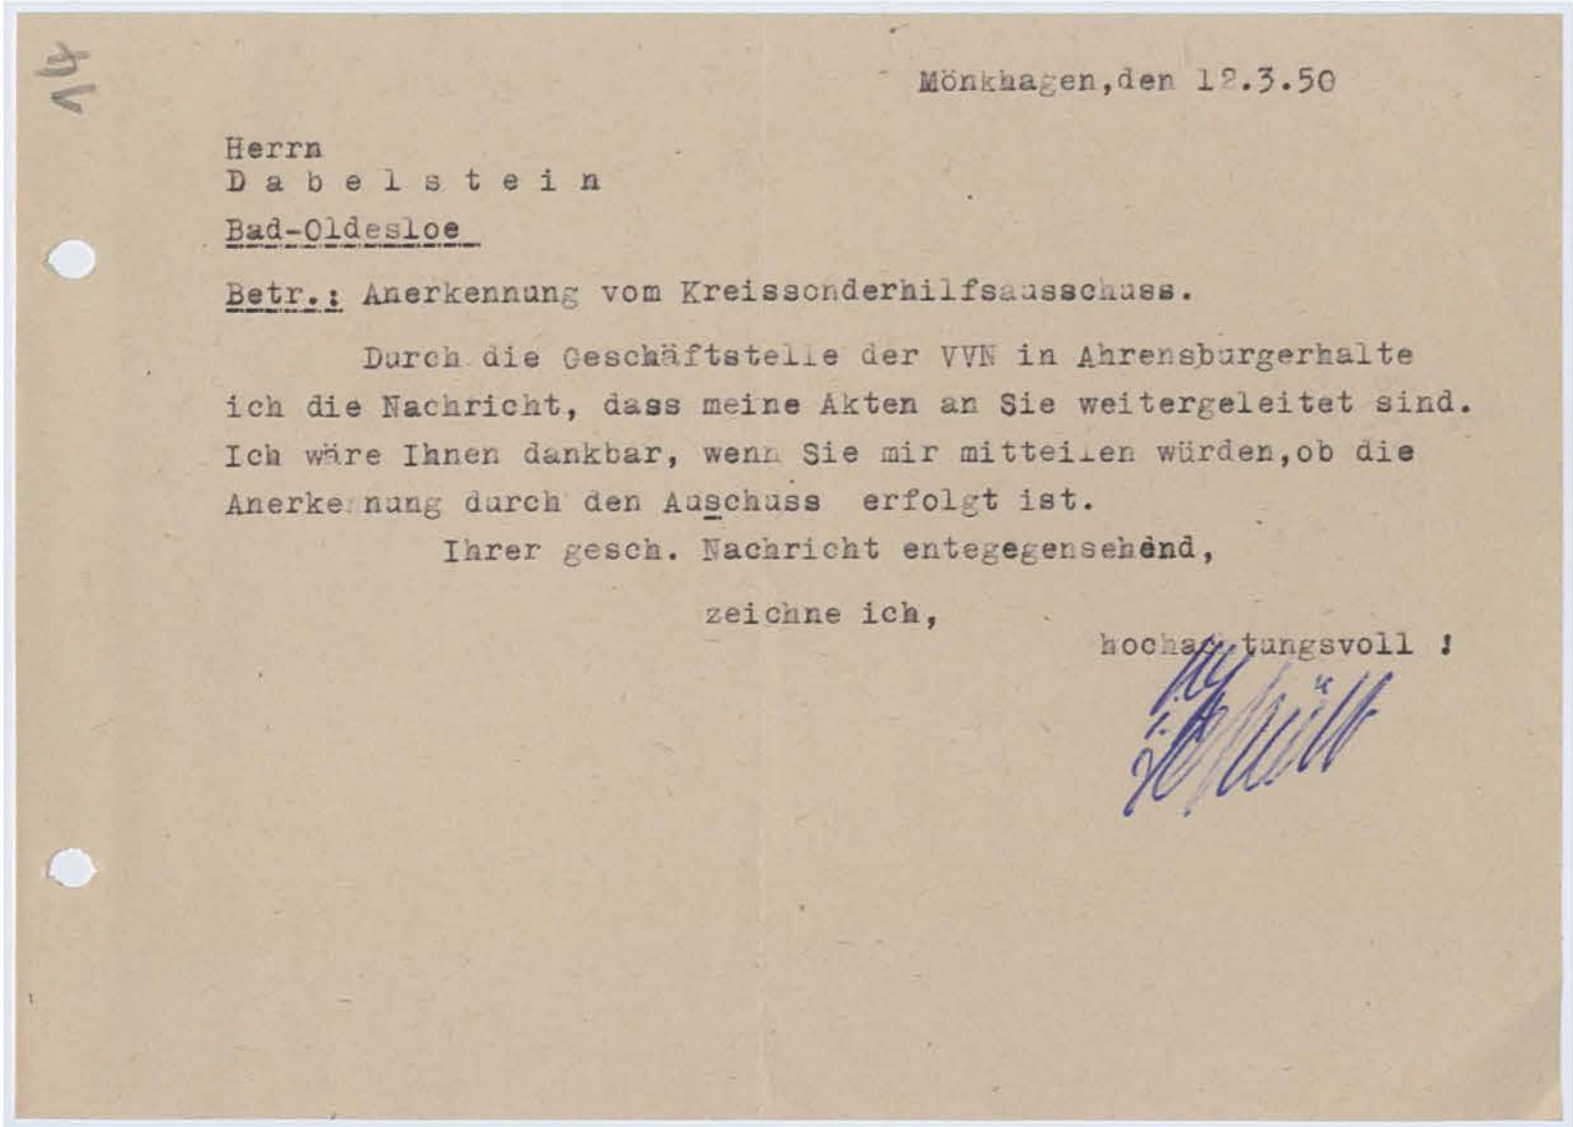 Mönkhagen,den 12.3.50
Herrn
D a b e l s t e i n
Bad-Oldesloe
Betr.: Anerkennung vom Kreissonderhilfsausschuss.
Durch die Geschäftstelle der VVN in Ahrensburgerhalte
ich die Nachricht, dass meine Akten an Sie weitergeleitet sind.
Ich wäre Ihnen dankbar, wenn Sie mir mitteilen würden,ob die
Anerkennung durch den Auschuss erfolgt ist.
Ihrer gesch. Nachricht entegegensehend,
zeichne ich,
hochachtungsvoll !